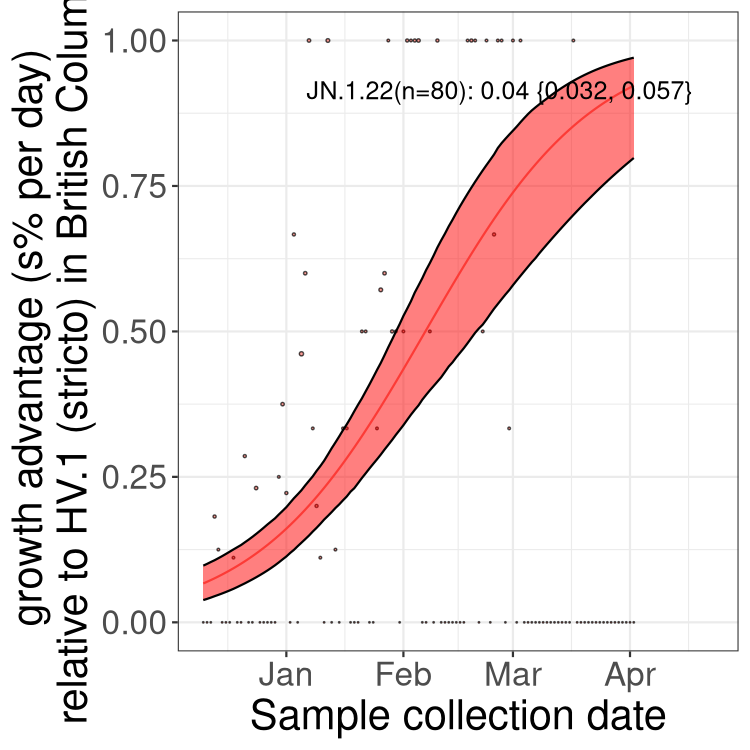 growth advantage (s% per day)
relative to HV.1 (stricto) in British Colum
1.00
0.75
0.50
0.25
0.00
JN.1.22(n=80): 0.04 {0.032, 0.057}
Jan Feb Mar Apr
Sample collection date